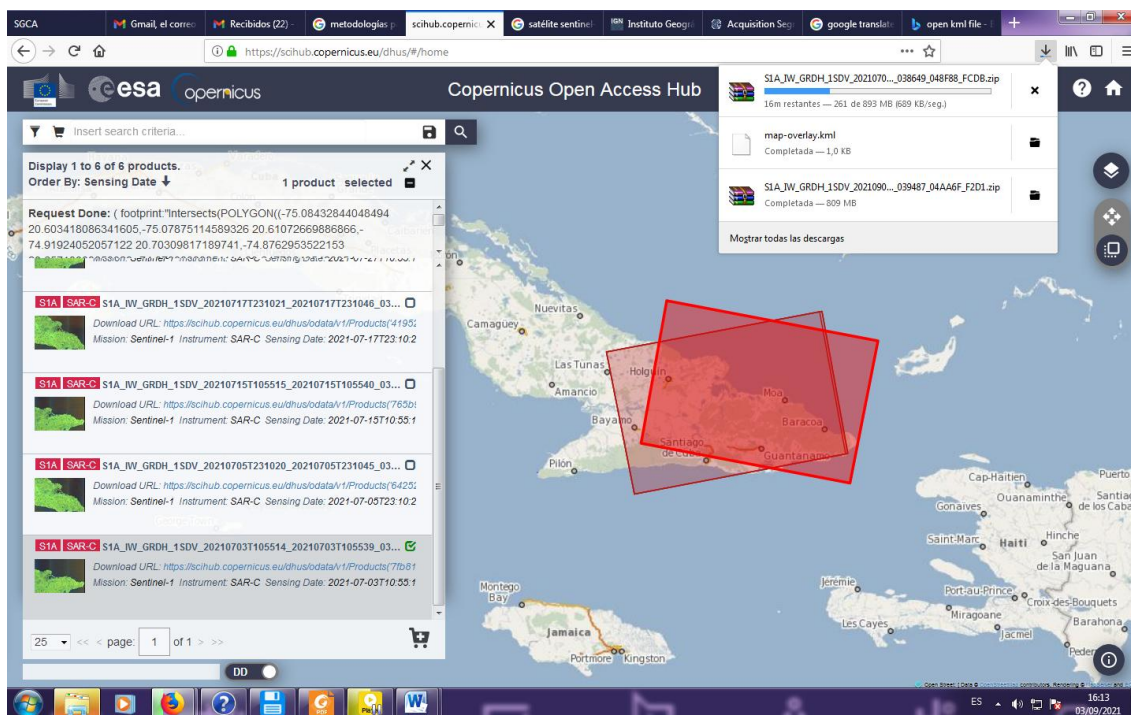 SGCA
Gmail, el correo
Recibidos (22) -
metodologías p
scihub.copernicu
satélite sentinel
IGN Instituto Geográ
Acquisition Seg
google translate
open kml file -
https://scihub.copernicus.eu/dhus/#/home
esa
opernicus
Copernicus Open Access Hub
S1A_IW_GRDH_1SDV_2021070..._038649_048F88_FCDB.zip
16m restantes — 261 de 893 MB (689 KB/seg.)
map-overlay.kml
Completada — 1,0 KB
S1A_IW_GRDH_1SDV_2021090..._039487_04AA6F_F2D1.zip
Completada — 809 MB
Mostrar todas las descargas
Insert search criteria...
Display 1 to 6 of 6 products.
Order By: Sensing Date
1 product selected
Request Done: ( footprint:"Intersects(POLYGON((-75.08432844048494
20.603418086341605,-75.07875114589326 20.61072669886866,-
74.91924052057122 20.70309817189741,-74.8762953522153
S1A SAR-C S1A_IW_GRDH_1SDV_20210717T231021_20210717T231046_03...
Download URL: https://scihub.copernicus.eu/dhus/odata/v1/Products('4195
Mission: Sentinel-1 Instrument: SAR-C Sensing Date: 2021-07-17T23:10:2
S1A SAR-C S1A_IW_GRDH_1SDV_20210715T105515_20210715T105540_03...
Download URL: https://scihub.copernicus.eu/dhus/odata/v1/Products('765b
Mission: Sentinel-1 Instrument: SAR-C Sensing Date: 2021-07-15T10:55:1
S1A SAR-C S1A_IW_GRDH_1SDV_20210705T231020_20210705T231045_03...
Download URL: https://scihub.copernicus.eu/dhus/odata/v1/Products('6425
Mission: Sentinel-1 Instrument: SAR-C Sensing Date: 2021-07-05T23:10:2
S1A SAR-C S1A_IW_GRDH_1SDV_20210703T105514_20210703T105539_03...
Download URL: https://scihub.copernicus.eu/dhus/odata/v1/Products('7fb81
Mission: Sentinel-1 Instrument: SAR-C Sensing Date: 2021-07-03T10:55:1
25 << < page: 1 of 1 > >>
DD
Nuevitas
Camagüey
Las Tunas
Holguín
Amancio
Moa
Bayamo
Baracoa
Santiago
de Cuba
Guantanamo
Pilón
Cap-Haïtien
Puerto
Ouanaminthe
Santia
de los Caba
Gonaïves
Saint-Marc
Haïti
Hinche
San Juan
de la Maguana
Montego
Bay
Jérémie
Port-au-Prince
Croix-des-Bouquets
Miragoane
Les Cayes
Barahona
Jacmel
Jamaica
Portmore
Kingston
Peder
ES
16:13
03/09/2021